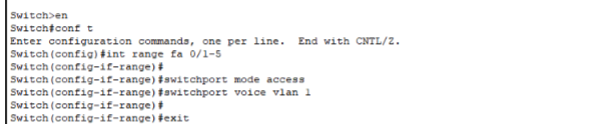 Switch>en
Switch#conf t
Enter configuration commands, one per line.  End with CNTL/Z.
Switch(config)#int range fa 0/1-5
Switch(config-if-range)#
Switch(config-if-range)#switchport mode access
Switch(config-if-range)#switchport voice vlan 1
Switch(config-if-range)#
Switch(config-if-range)#exit